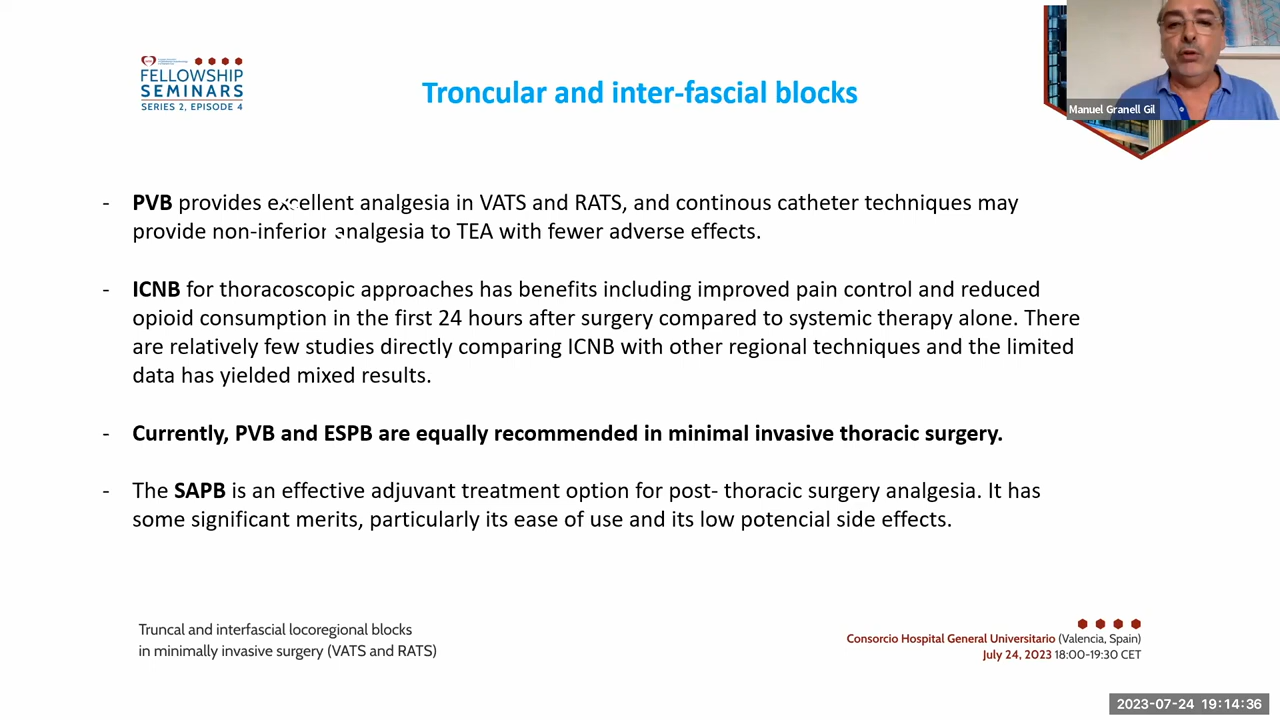 FELLOWSHIP
SEMINARS
SERIES 2, EPISODE 4
Troncular and inter-fascial blocks
Manuel Granell Gil
- PVB provides excellent analgesia in VATS and RATS, and continous catheter techniques may
provide non-inferior analgesia to TEA with fewer adverse effects.
- ICNB for thoracoscopic approaches has benefits including improved pain control and reduced
opioid consumption in the first 24 hours after surgery compared to systemic therapy alone. There
are relatively few studies directly comparing ICNB with other regional techniques and the limited
data has yielded mixed results.
- Currently, PVB and ESPB are equally recommended in minimal invasive thoracic surgery.
- The SAPB is an effective adjuvant treatment option for post- thoracic surgery analgesia. It has
some significant merits, particularly its ease of use and its low potencial side effects.
Truncal and interfascial locoregional blocks
in minimally invasive surgery (VATS and RATS)
Consorcio Hospital General Universitario (Valencia, Spain)
July 24, 2023 18:00-19:30 CET
2023-07-24 19:14:36